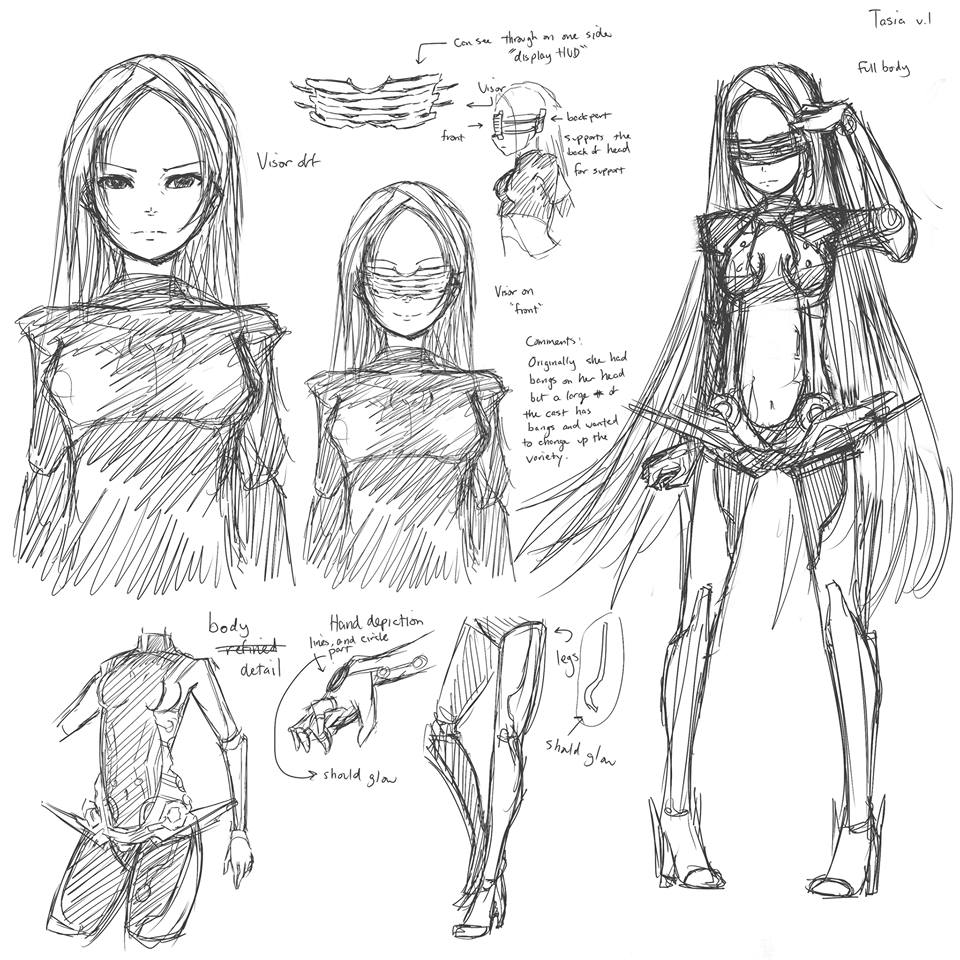 Tasia v.1
Full body
Can see through on one side
"display HUD"
Visor
front
back part
supports the
back of head
for support
Visor off
Visor on
"front"
Comments:
Originally she had
bangs on her head
but a large # of
the cast has
bangs and wanted
to change up the
variety.
body
refined
detail
Hand depiction
lines, and circle
part
should glow
legs
should glow